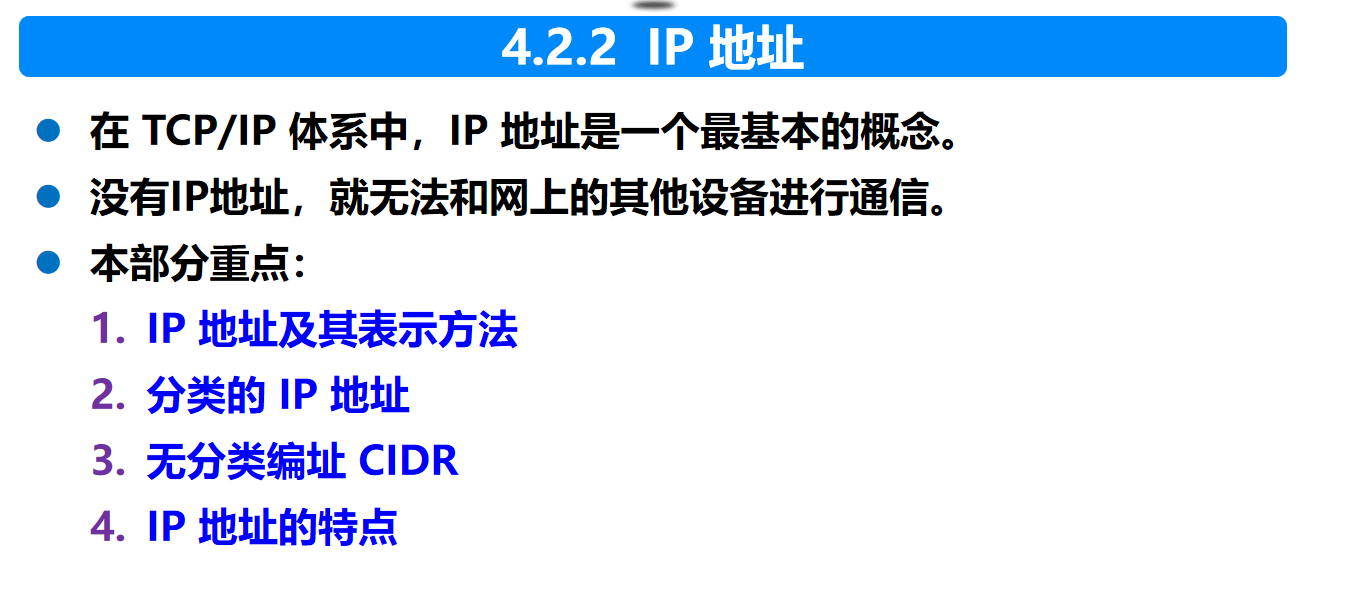 4.2.2 IP 地址
在 TCP/IP 体系中，IP 地址是一个最基本的概念。
没有IP地址，就无法和网上的其他设备进行通信。
本部分重点：
1. IP 地址及其表示方法
2. 分类的 IP 地址
3. 无分类编址 CIDR
4. IP 地址的特点